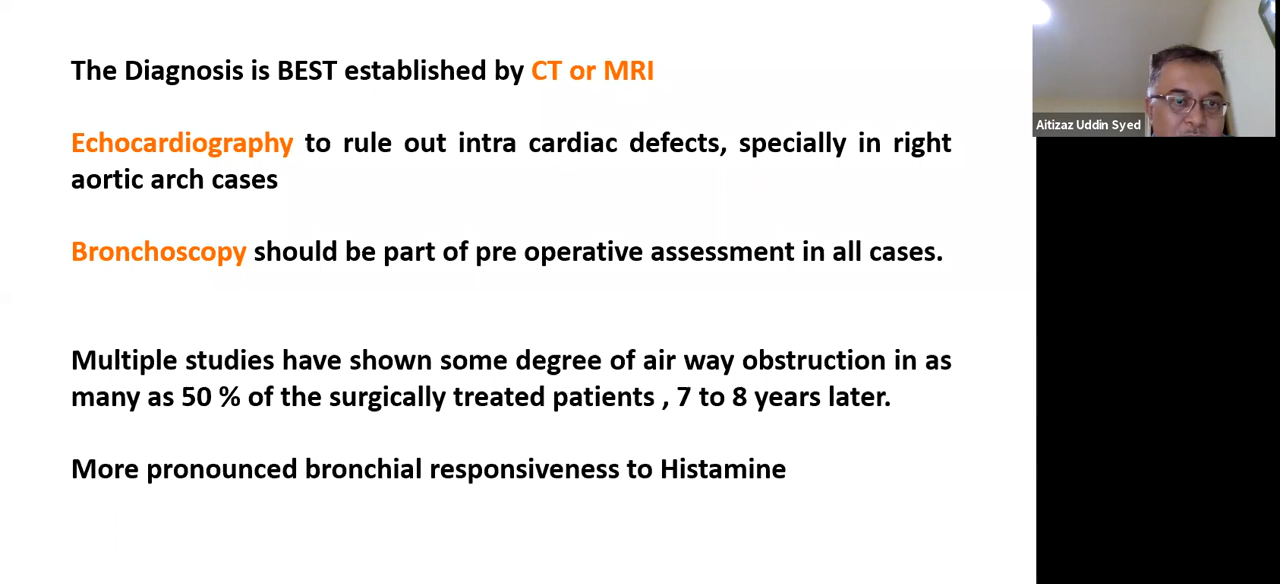 The Diagnosis is BEST established by CT or MRI
Echocardiography to rule out intra cardiac defects, specially in right
aortic arch cases
Bronchoscopy should be part of pre operative assessment in all cases.
Multiple studies have shown some degree of air way obstruction in as
many as 50 % of the surgically treated patients , 7 to 8 years later.
More pronounced bronchial responsiveness to Histamine
Aitizaz Uddin Syed